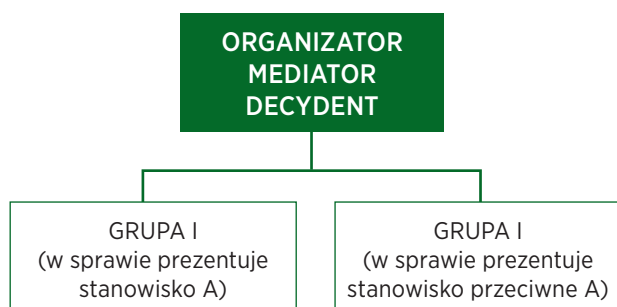 ORGANIZATOR
MEDIATOR
DECYDENT
GRUPA I
(w sprawie prezentuje
stanowisko A)
GRUPA I
(w sprawie prezentuje
stanowisko przeciwne A)